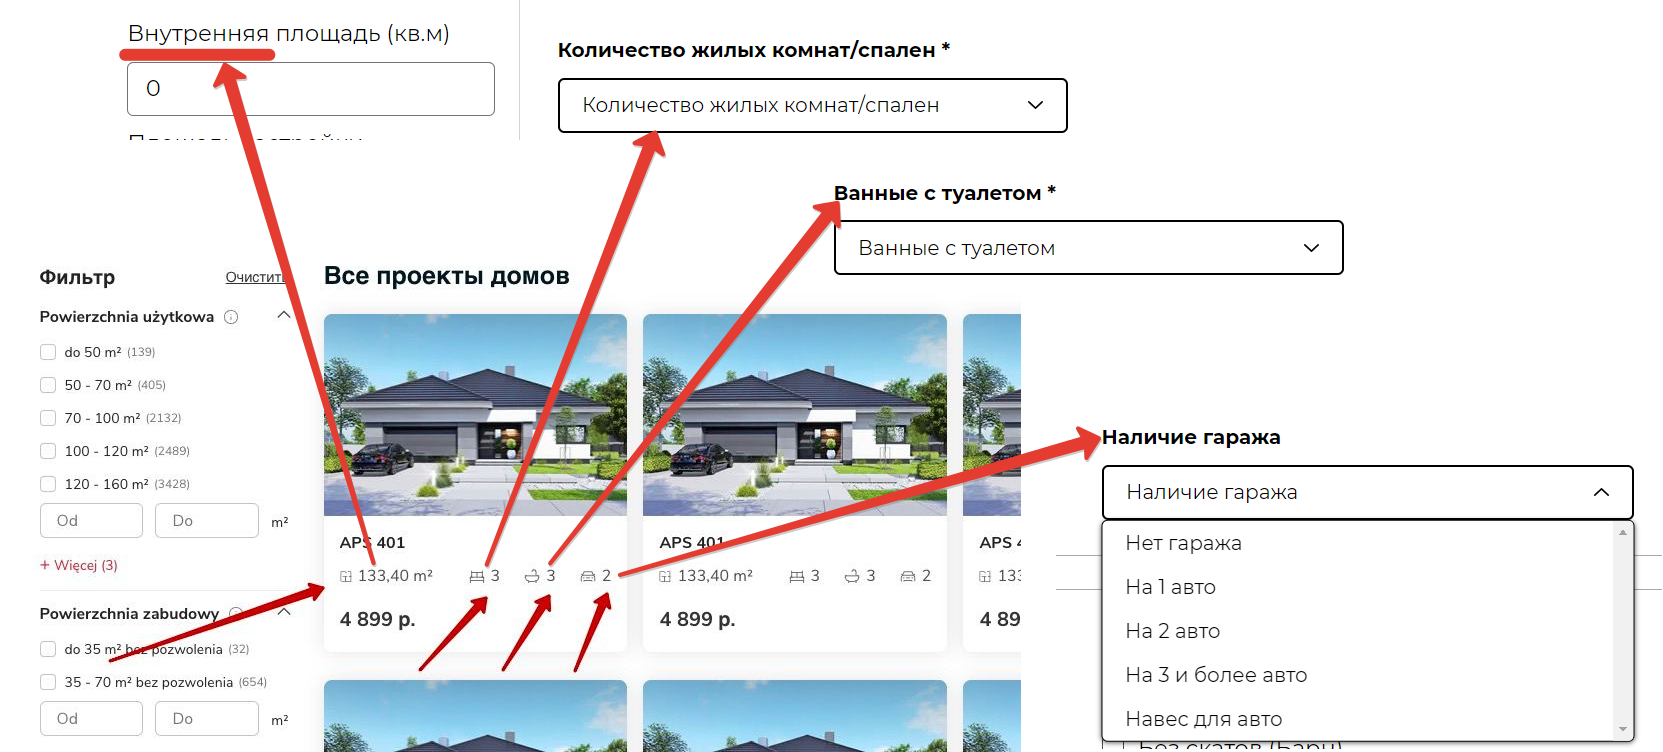 Внутренняя площадь (кв.м)
0
Количество жилых комнат/спален *
Количество жилых комнат/спален
Ванные с туалетом *
Ванные с туалетом
Фильтр
Очистить
Powierzchnia użytkowa
do 50 m² (139)
50 - 70 m² (405)
70 - 100 m² (2132)
100 - 120 m² (2489)
120 - 160 m² (3428)
Od Do m²
+ Więcej (3)
Powierzchnia zabudowy
do 35 m² bez pozwolenia (32)
35 - 70 m² bez pozwolenia (654)
Od Do m²
Все проекты домов
APS 401
133,40 m² 3 3 2
4 899 р.
APS 401
133,40 m² 3 3 2
4 899 р.
APS 4
133
4 89
Наличие гаража
Наличие гаража
Нет гаража
На 1 авто
На 2 авто
На 3 и более авто
Навес для авто